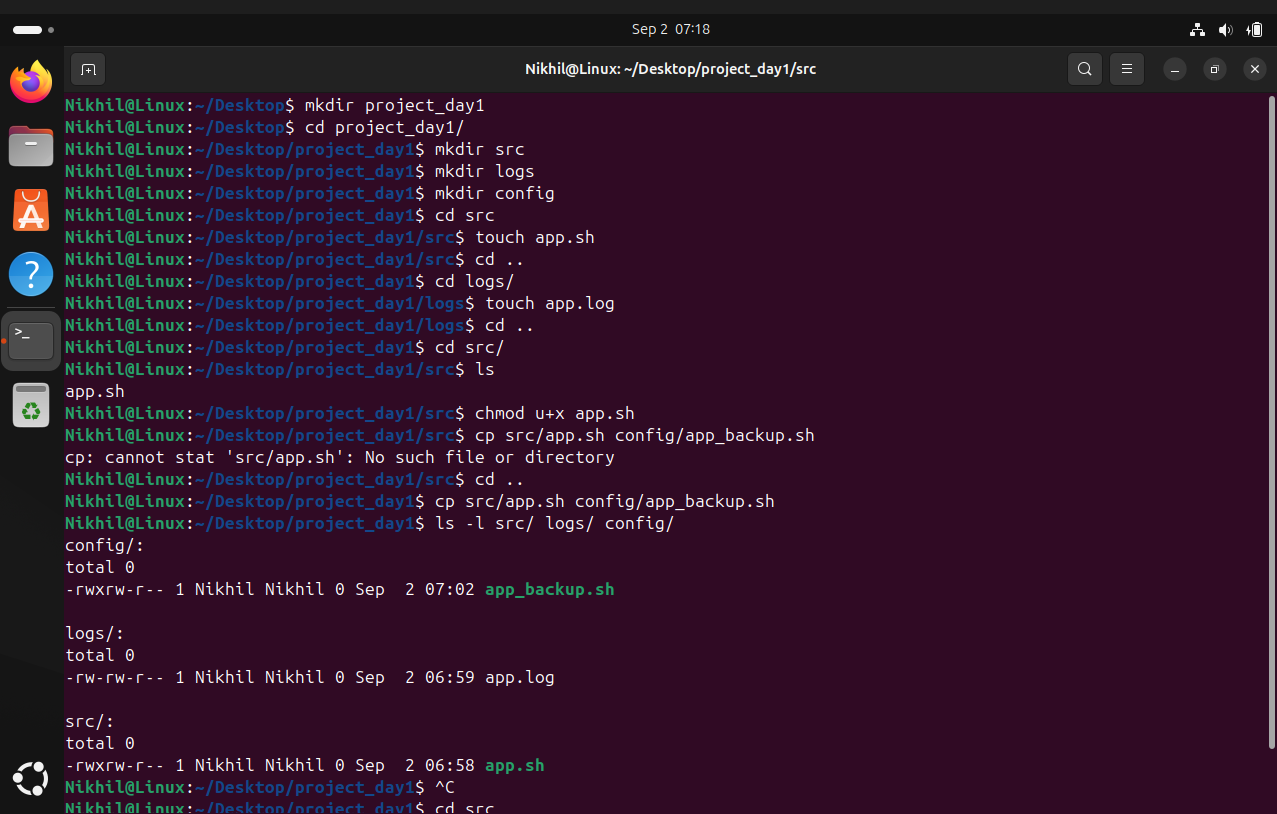 Sep 2 07:18
Nikhil@Linux: ~/Desktop/project_day1/src
Nikhil@Linux:~/Desktop$ mkdir project_day1
Nikhil@Linux:~/Desktop$ cd project_day1/
Nikhil@Linux:~/Desktop/project_day1$ mkdir src
Nikhil@Linux:~/Desktop/project_day1$ mkdir logs
Nikhil@Linux:~/Desktop/project_day1$ mkdir config
Nikhil@Linux:~/Desktop/project_day1$ cd src
Nikhil@Linux:~/Desktop/project_day1/src$ touch app.sh
Nikhil@Linux:~/Desktop/project_day1/src$ cd ..
Nikhil@Linux:~/Desktop/project_day1$ cd logs/
Nikhil@Linux:~/Desktop/project_day1/logs$ touch app.log
Nikhil@Linux:~/Desktop/project_day1/logs$ cd ..
Nikhil@Linux:~/Desktop/project_day1$ cd src/
Nikhil@Linux:~/Desktop/project_day1/src$ ls
app.sh
Nikhil@Linux:~/Desktop/project_day1/src$ chmod u+x app.sh
Nikhil@Linux:~/Desktop/project_day1/src$ cp src/app.sh config/app_backup.sh
cp: cannot stat 'src/app.sh': No such file or directory
Nikhil@Linux:~/Desktop/project_day1/src$ cd ..
Nikhil@Linux:~/Desktop/project_day1$ cp src/app.sh config/app_backup.sh
Nikhil@Linux:~/Desktop/project_day1$ ls -l src/ logs/ config/
config/:
total 0
-rwxrw-r-- 1 Nikhil Nikhil 0 Sep  2 07:02 app_backup.sh

logs/:
total 0
-rw-rw-r-- 1 Nikhil Nikhil 0 Sep  2 06:59 app.log

src/:
total 0
-rwxrw-r-- 1 Nikhil Nikhil 0 Sep  2 06:58 app.sh
Nikhil@Linux:~/Desktop/project_day1$ ^C
Nikhil@Linux:~/Desktop/project_day1$ cd src